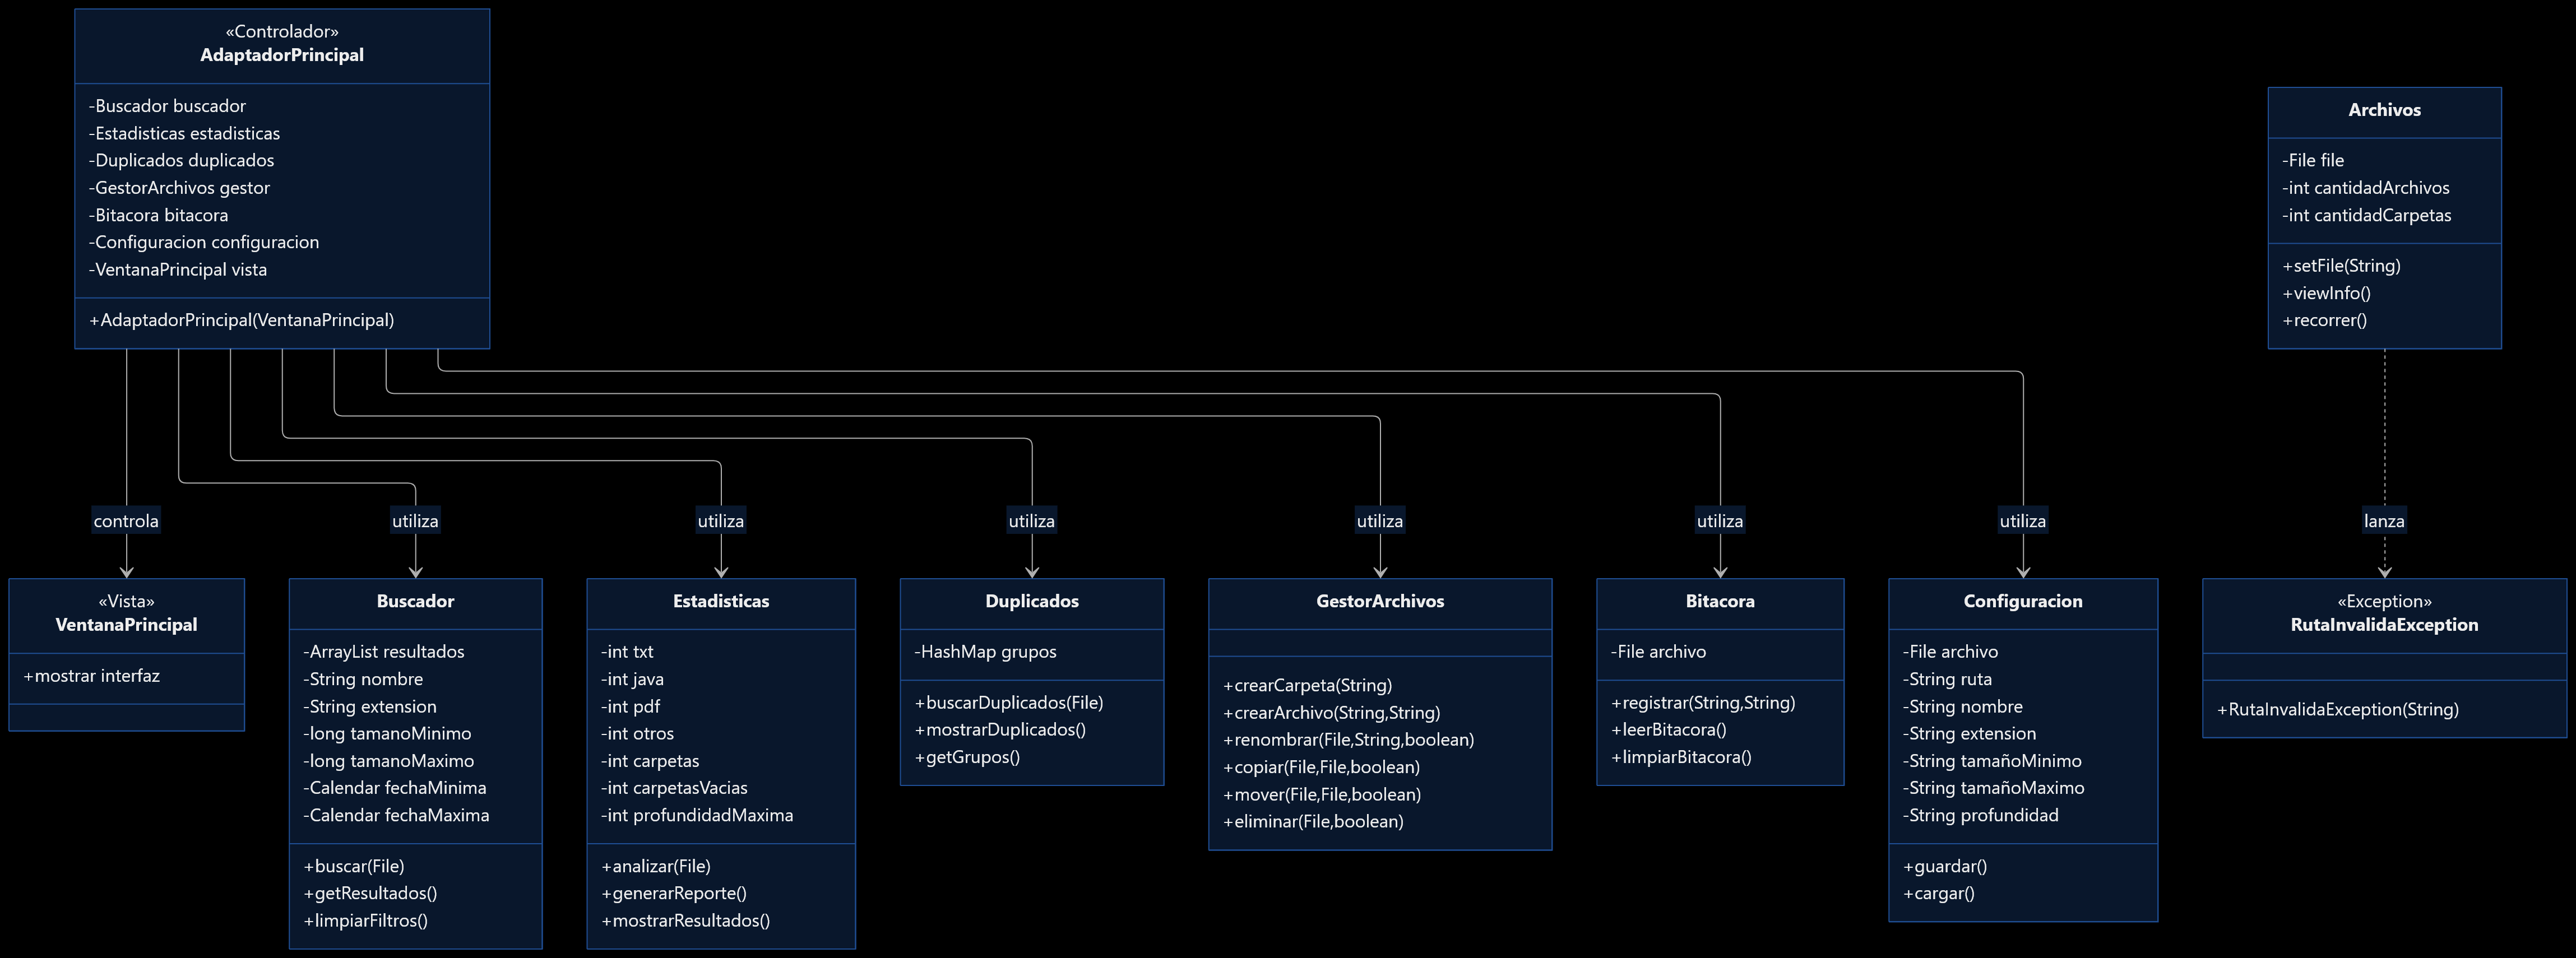 «Controlador»
AdaptadorPrincipal
-Buscador buscador
-Estadisticas estadisticas
-Duplicados duplicados
-GestorArchivos gestor
-Bitacora bitacora
-Configuracion configuracion
-VentanaPrincipal vista
+AdaptadorPrincipal(VentanaPrincipal)
Archivos
-File file
-int cantidadArchivos
-int cantidadCarpetas
+setFile(String)
+viewInfo()
+recorrer()
controla
utiliza
utiliza
utiliza
utiliza
utiliza
utiliza
lanza
«Vista»
VentanaPrincipal
+mostrar interfaz
Buscador
-ArrayList resultados
-String nombre
-String extension
-long tamanoMinimo
-long tamanoMaximo
-Calendar fechaMinima
-Calendar fechaMaxima
+buscar(File)
+getResultados()
+limpiarFiltros()
Estadisticas
-int txt
-int java
-int pdf
-int otros
-int carpetas
-int carpetasVacias
-int profundidadMaxima
+analizar(File)
+generarReporte()
+mostrarResultados()
Duplicados
-HashMap grupos
+buscarDuplicados(File)
+mostrarDuplicados()
+getGrupos()
GestorArchivos
+crearCarpeta(String)
+crearArchivo(String,String)
+renombrar(File,String,boolean)
+copiar(File,File,boolean)
+mover(File,File,boolean)
+eliminar(File,boolean)
Bitacora
-File archivo
+registrar(String,String)
+leerBitacora()
+limpiarBitacora()
Configuracion
-File archivo
-String ruta
-String nombre
-String extension
-String tamañoMinimo
-String tamañoMaximo
-String profundidad
+guardar()
+cargar()
«Exception»
RutaInvalidaException
+RutaInvalidaException(String)